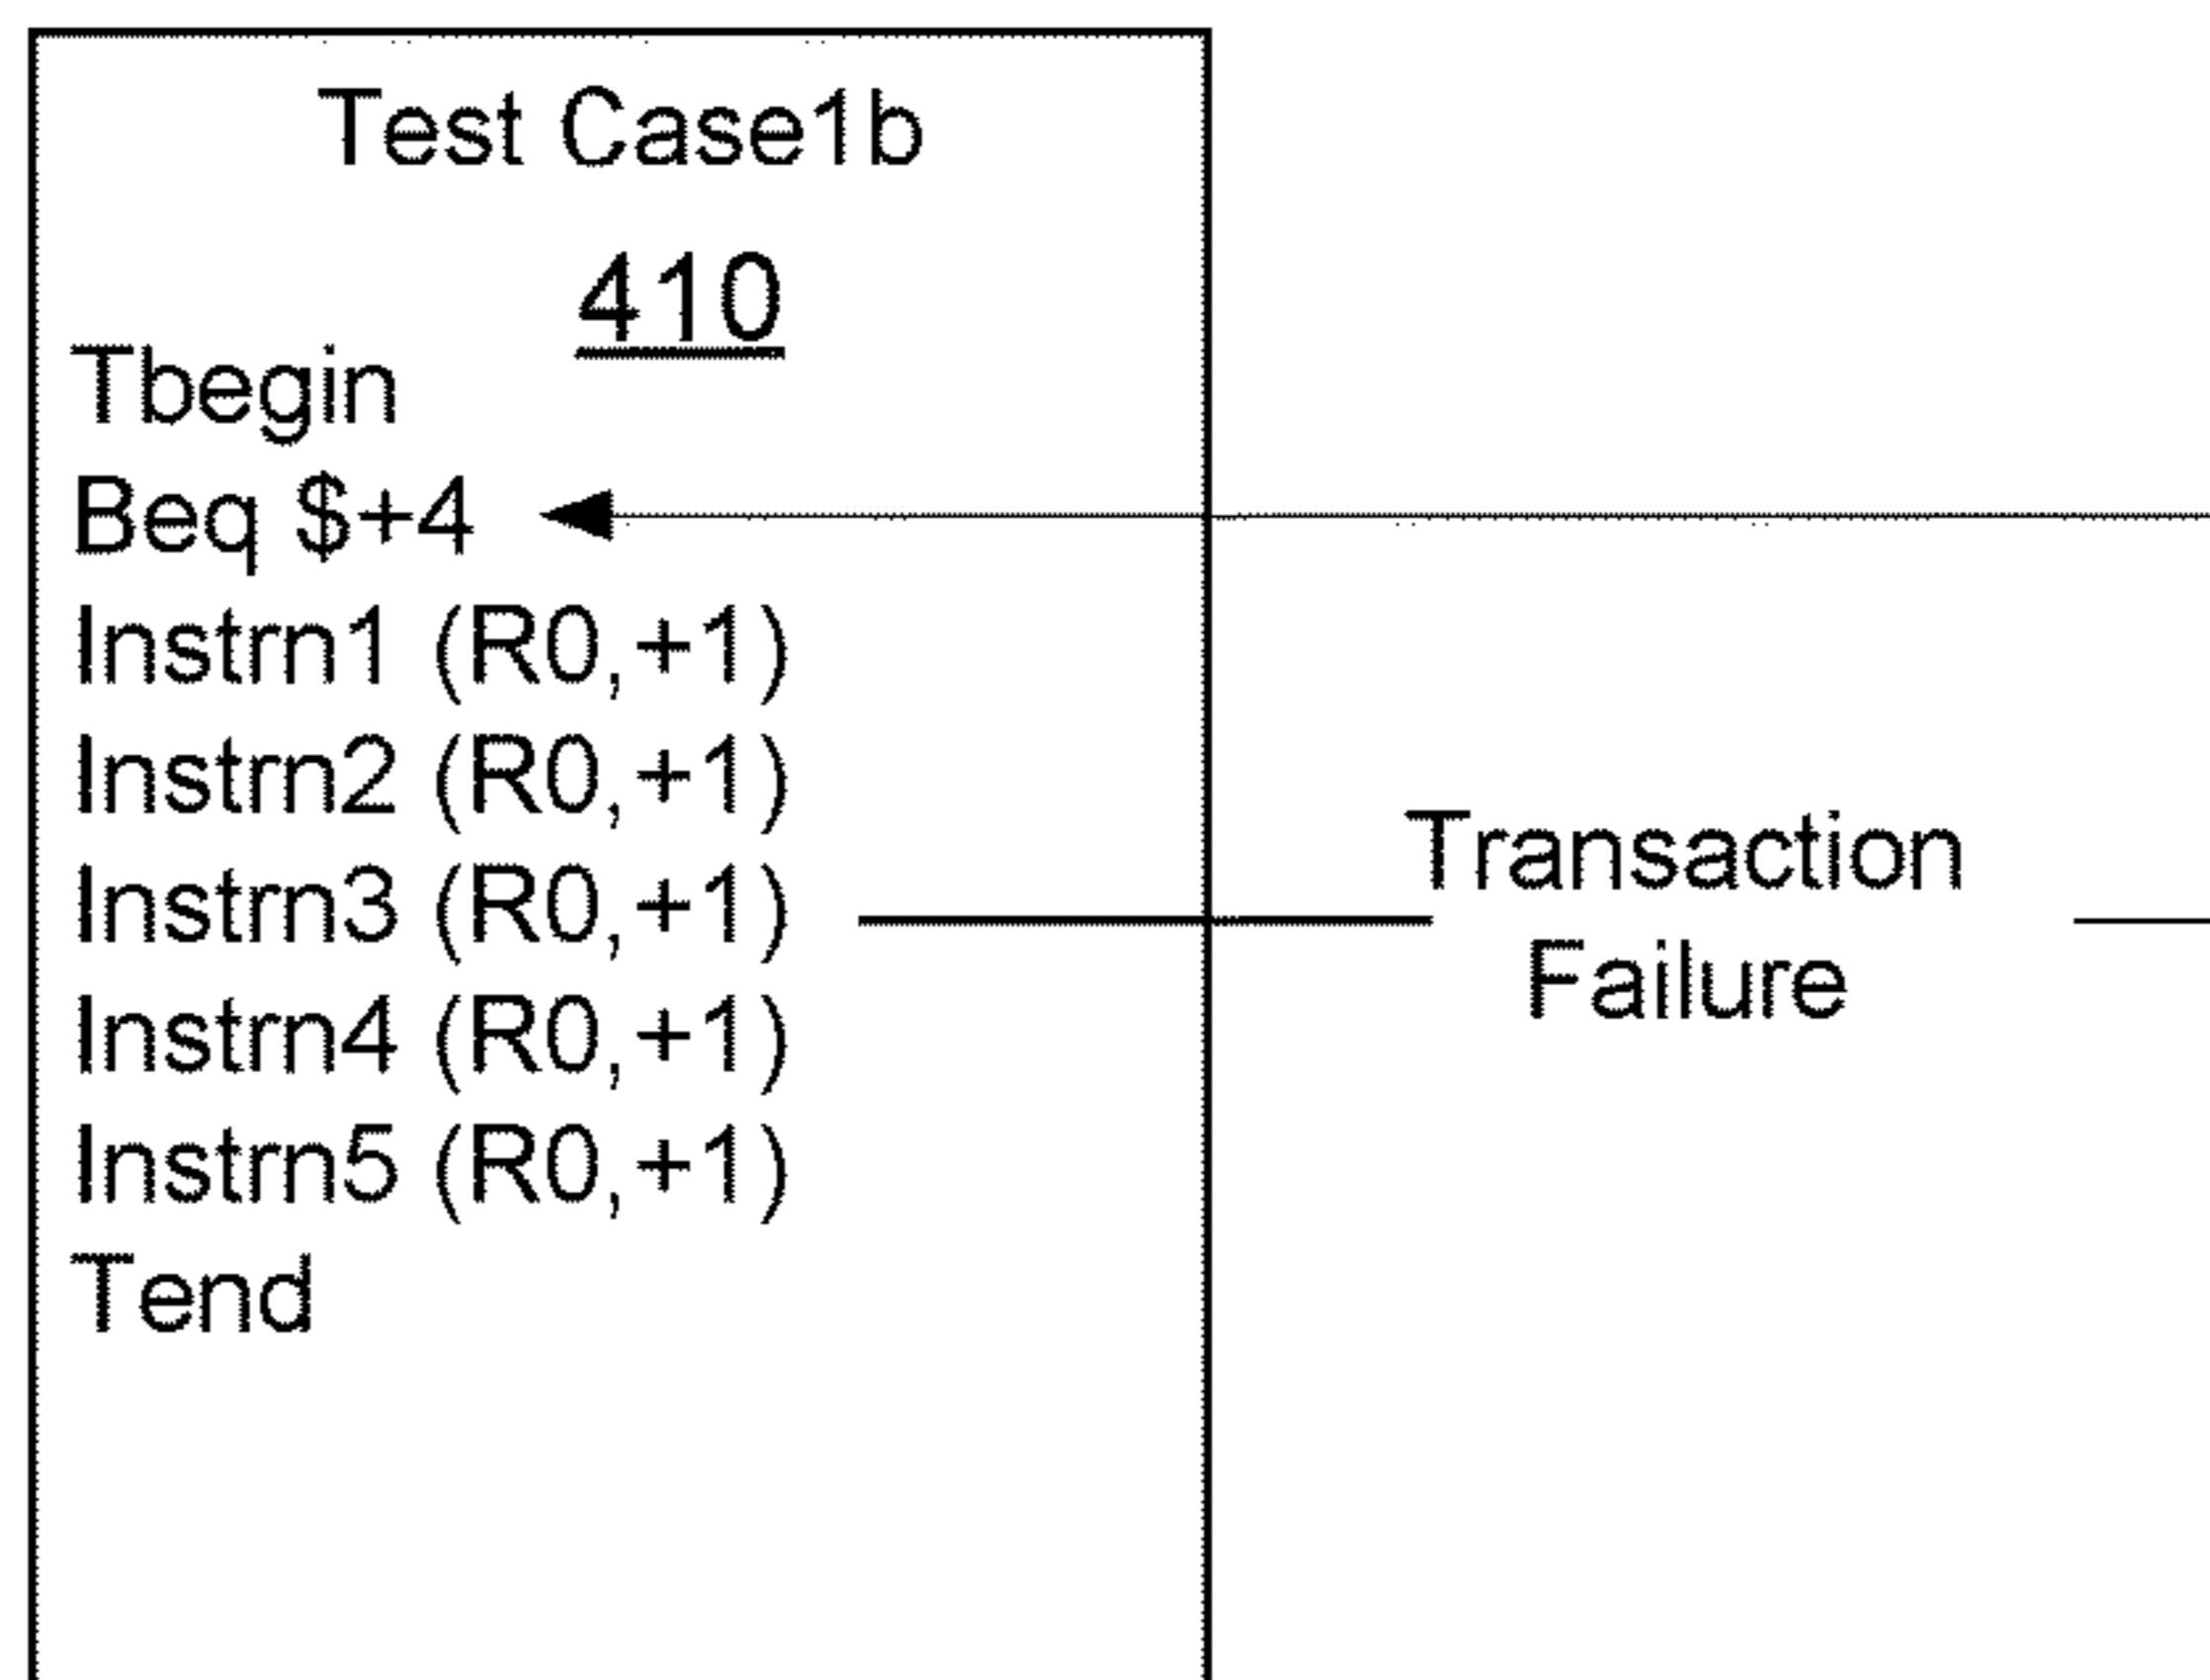 Test Case1b
410
Tbegin
Beq $+4
Instrn1 (R0,+1)
Instrn2 (R0,+1)
Instrn3 (R0,+1)
Instrn4 (R0,+1)
Instrn5 (R0,+1)
Tend
Transaction
Failure